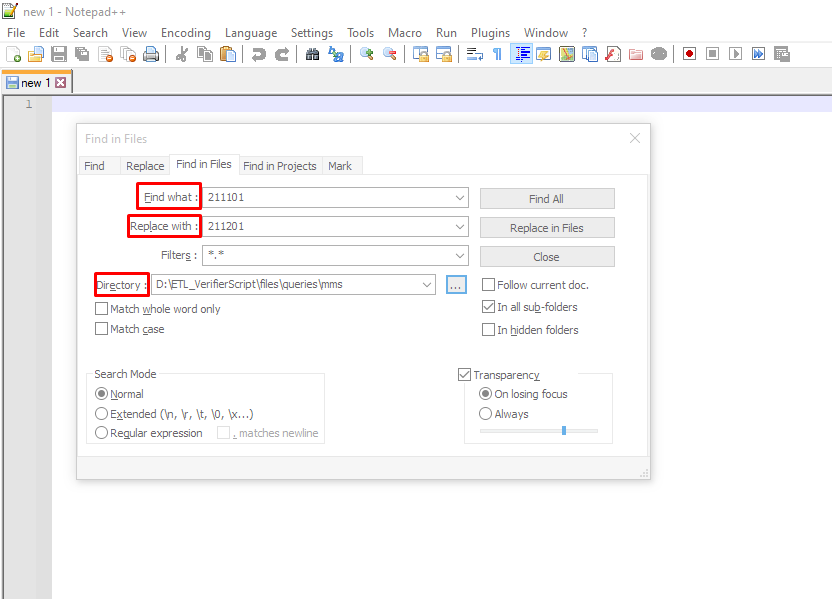 new 1 - Notepad++
File Edit Search View Encoding Language Settings Tools Macro Run Plugins Window ?
new 1
1
Find in Files
Find Replace Find in Files Find in Projects Mark
Find what : 211101 Find All
Replace with : 211201 Replace in Files
Filters : *.* Close
Directory : D:\ETL_VerifierScript\files\queries\mms ... Follow current doc.
Match whole word only In all sub-folders
Match case In hidden folders
Search Mode Transparency
Normal On losing focus
Extended (\n, \r, \t, \0, \x...) Always
Regular expression . matches newline